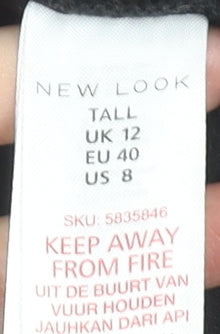 NEW LOOK
TALL
UK 12
EU 40
US 8
SKU: 5835846
KEEP AWAY
FROM FIRE
UIT DE BUURT VAN
VUUR HOUDEN
JAUHKAN DARI API